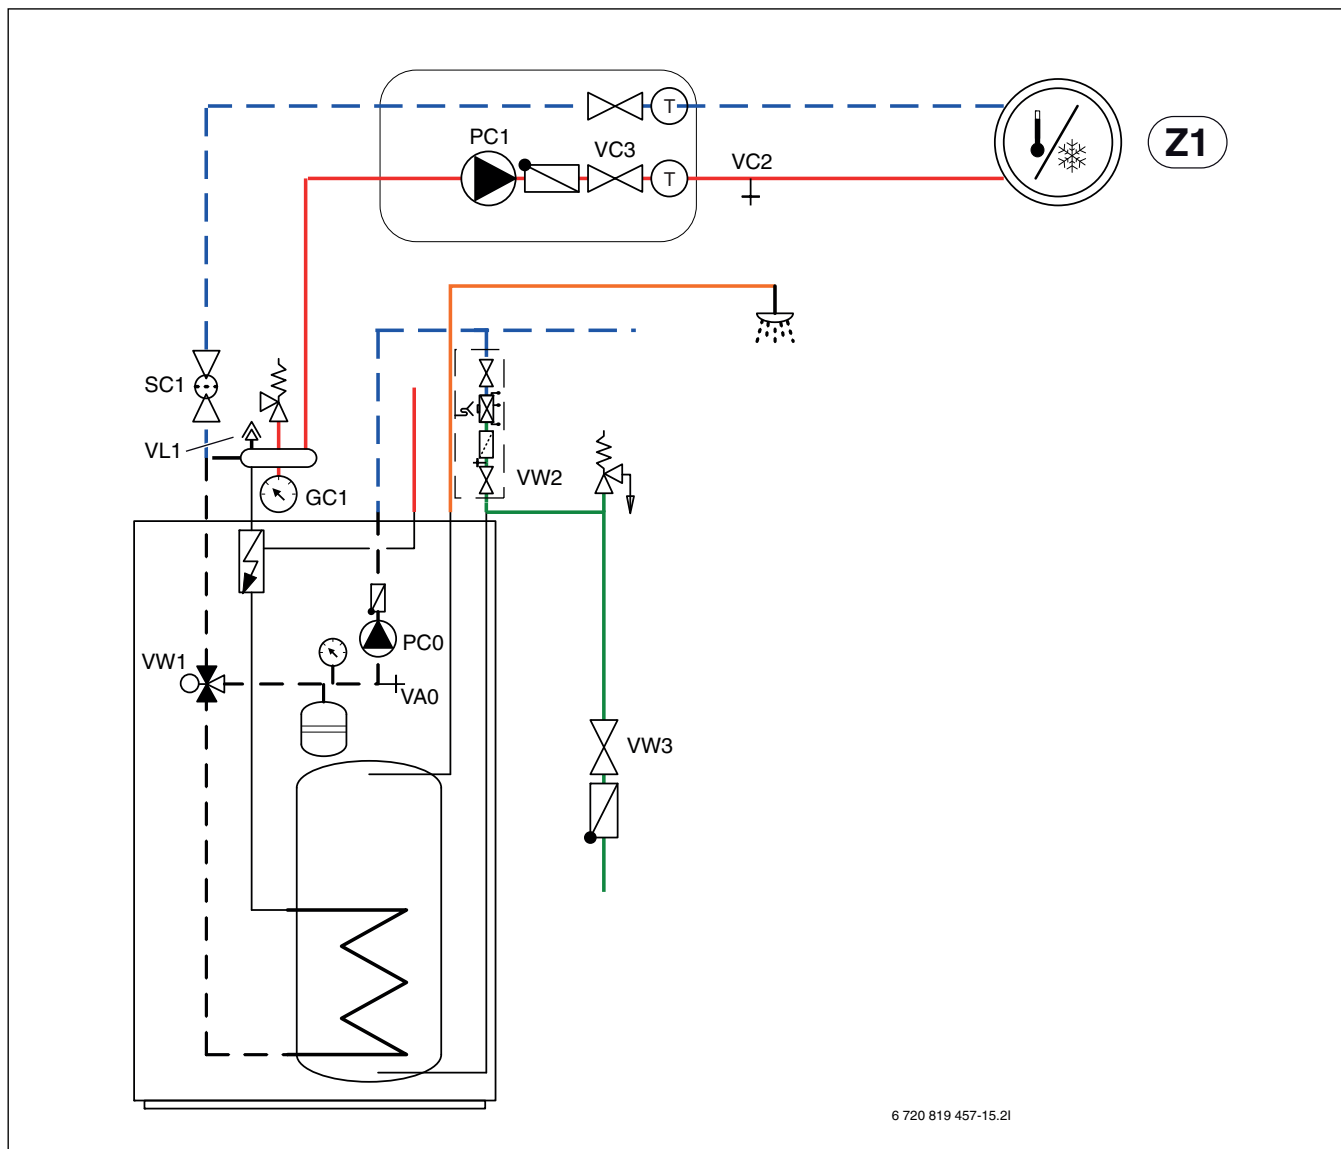 T
PC1
VC3
T
VC2
Z1
SC1
VL1
GC1
VW2
PC0
VW1
VA0
VW3
6 720 819 457-15.2I